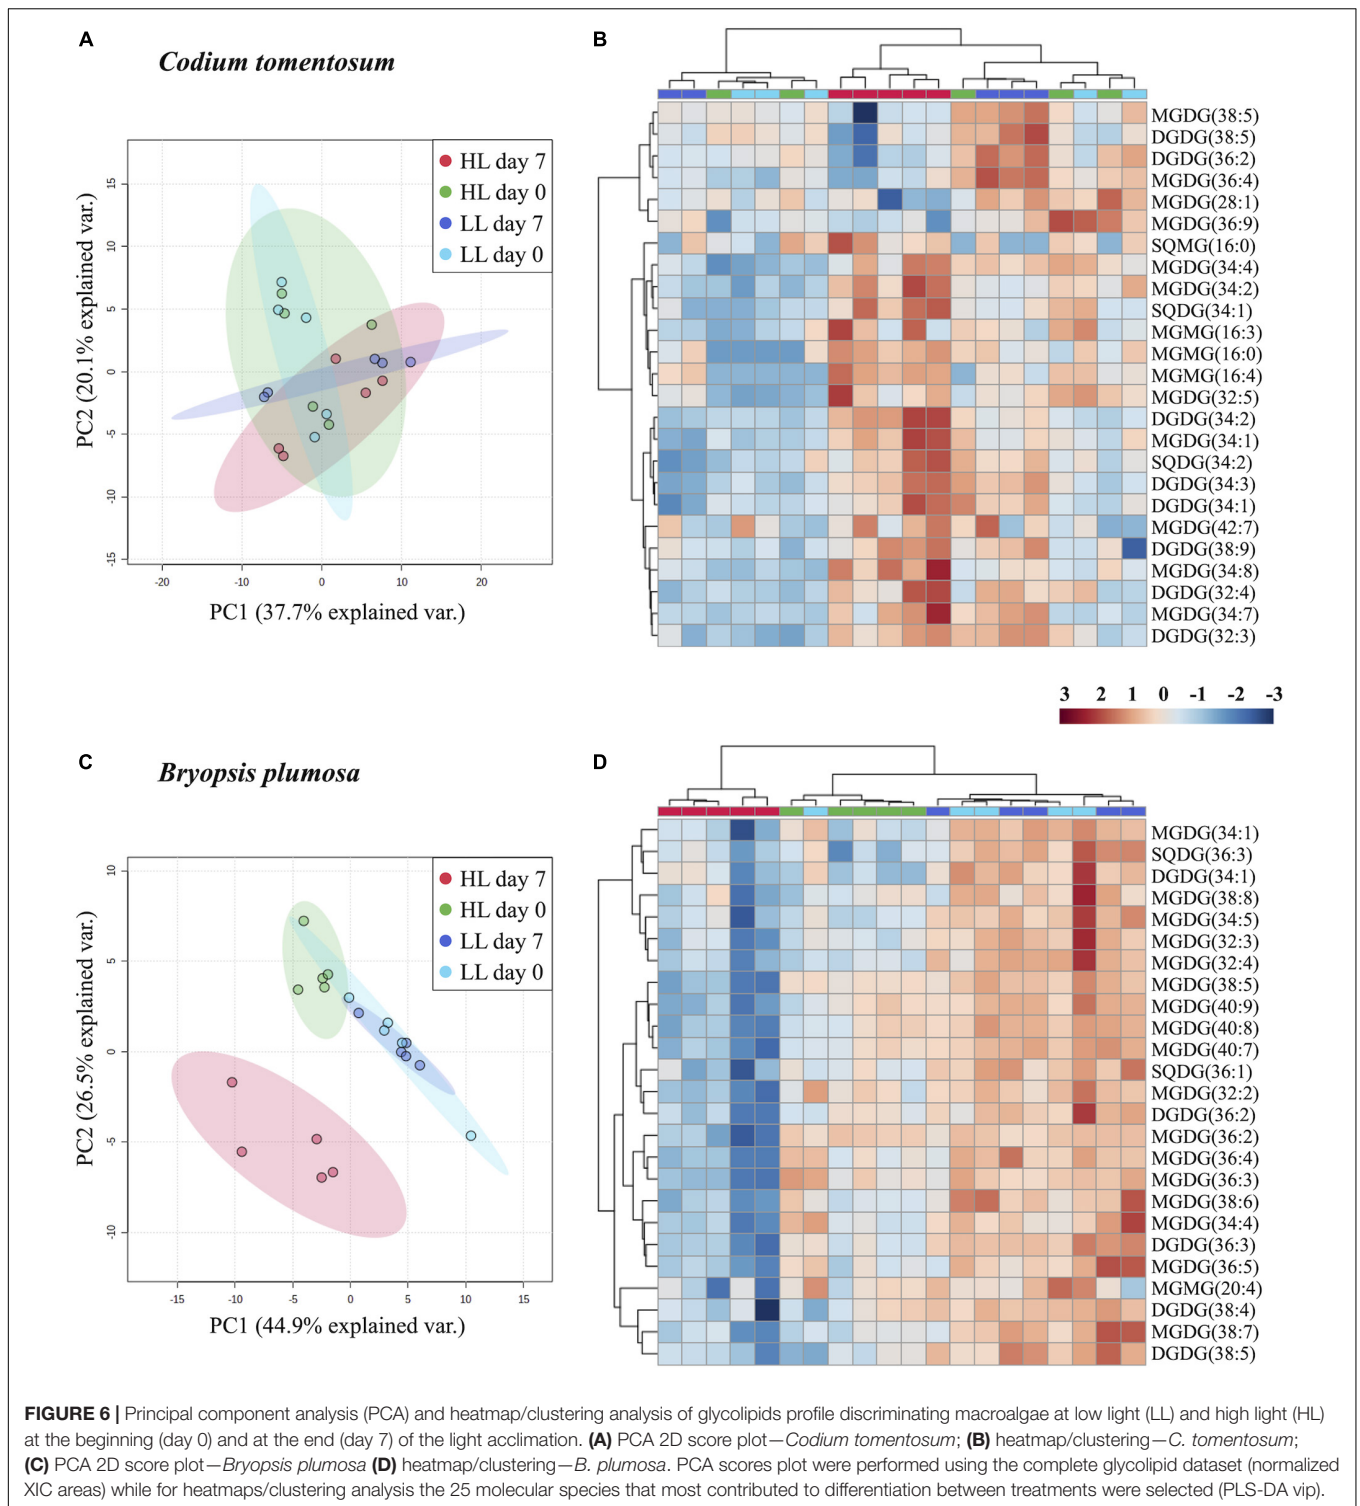 A
Codium tomentosum
HL day 7
HL day 0
LL day 7
LL day 0
PC2 (20.1% explained var.)
15
10
5
0
-5
-10
-15
-20
-10
0
10
20
PC1 (37.7% explained var.)
B
MGDG(38:5)
DGDG(38:5)
DGDG(36:2)
MGDG(36:4)
MGDG(28:1)
MGDG(36:9)
SQMG(16:0)
MGDG(34:4)
MGDG(34:2)
SQDG(34:1)
MGMG(16:3)
MGMG(16:0)
MGMG(16:4)
MGDG(32:5)
DGDG(34:2)
MGDG(34:1)
SQDG(34:2)
DGDG(34:3)
DGDG(34:1)
MGDG(42:7)
DGDG(38:9)
MGDG(34:8)
DGDG(32:4)
MGDG(34:7)
DGDG(32:3)
3 2 1 0 -1 -2 -3
C
Bryopsis plumosa
HL day 7
HL day 0
LL day 7
LL day 0
PC2 (26.5% explained var.)
10
5
0
-5
-10
-15
-10
-5
0
5
10
15
PC1 (44.9% explained var.)
D
MGDG(34:1)
SQDG(36:3)
DGDG(34:1)
MGDG(38:8)
MGDG(34:5)
MGDG(32:3)
MGDG(32:4)
MGDG(38:5)
MGDG(40:9)
MGDG(40:8)
MGDG(40:7)
SQDG(36:1)
MGDG(32:2)
DGDG(36:2)
MGDG(36:2)
MGDG(36:4)
MGDG(36:3)
MGDG(38:6)
MGDG(34:4)
DGDG(36:3)
MGDG(36:5)
MGMG(20:4)
DGDG(38:4)
MGDG(38:7)
DGDG(38:5)
FIGURE 6 | Principal component analysis (PCA) and heatmap/clustering analysis of glycolipids profile discriminating macroalgae at low light (LL) and high light (HL)
at the beginning (day 0) and at the end (day 7) of the light acclimation. (A) PCA 2D score plot—Codium tomentosum; (B) heatmap/clustering—C. tomentosum;
(C) PCA 2D score plot—Bryopsis plumosa (D) heatmap/clustering—B. plumosa. PCA scores plot were performed using the complete glycolipid dataset (normalized
XIC areas) while for heatmaps/clustering analysis the 25 molecular species that most contributed to differentiation between treatments were selected (PLS-DA vip).